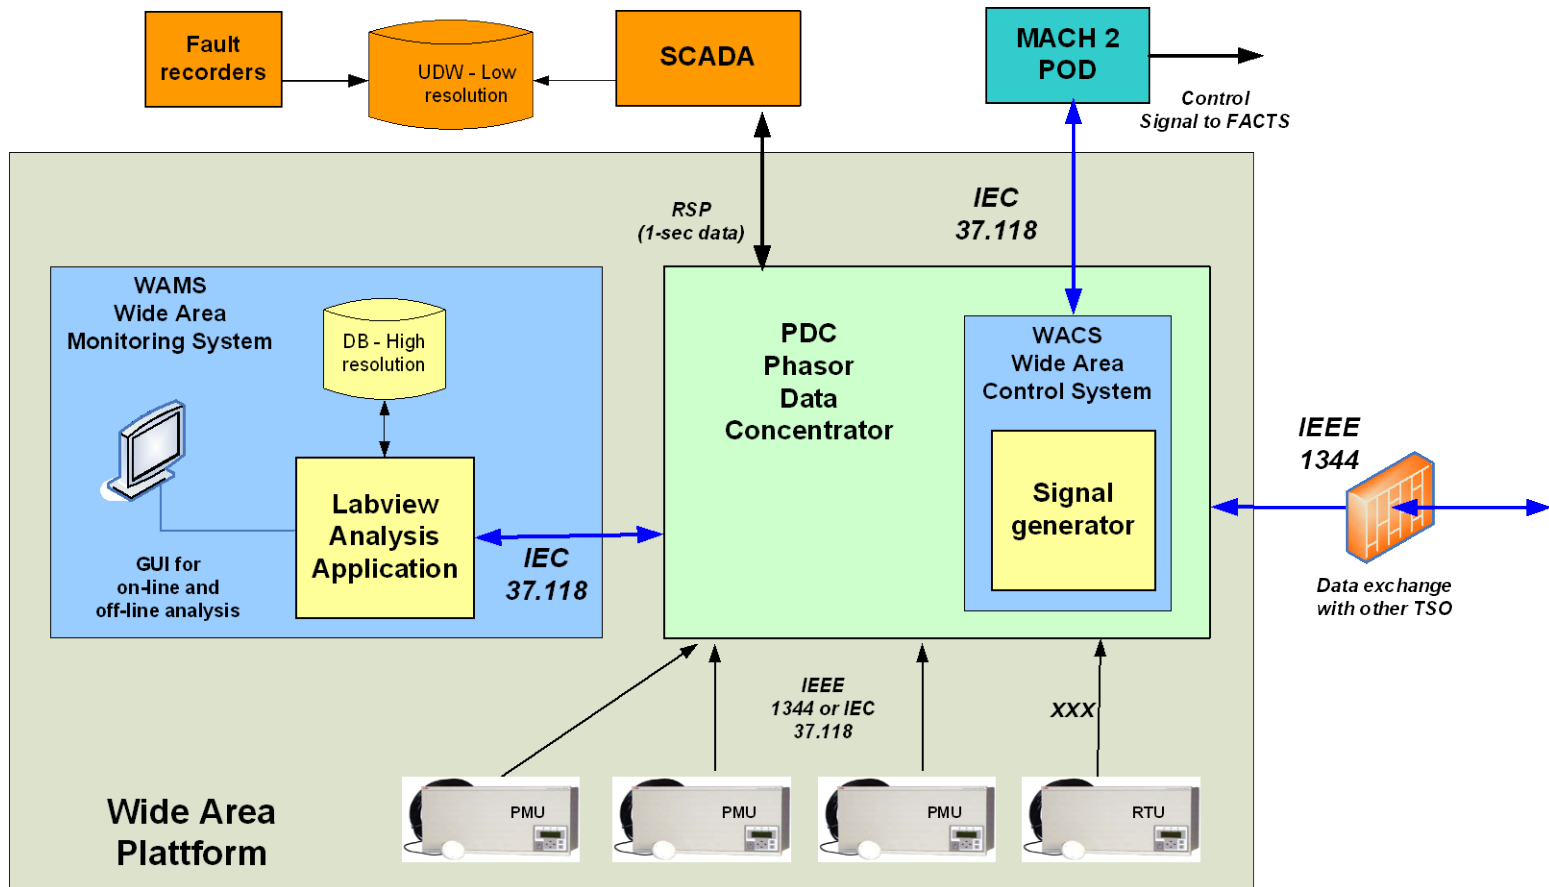 Fault
recorders
UDW - Low
resolution
SCADA
MACH 2
POD
Control
Signal to FACTS
RSP
(1-sec data)
IEC
37.118
WAMS
Wide Area
Monitoring System
DB - High
resolution
Labview
Analysis
Application
GUI for
on-line and
off-line analysis
IEC
37.118
PDC
Phasor
Data
Concentrator
WACS
Wide Area
Control System
Signal
generator
IEEE
1344
Data exchange
with other TSO
IEEE
1344 or IEC
37.118
XXX
PMU
PMU
PMU
RTU
Wide Area
Plattform